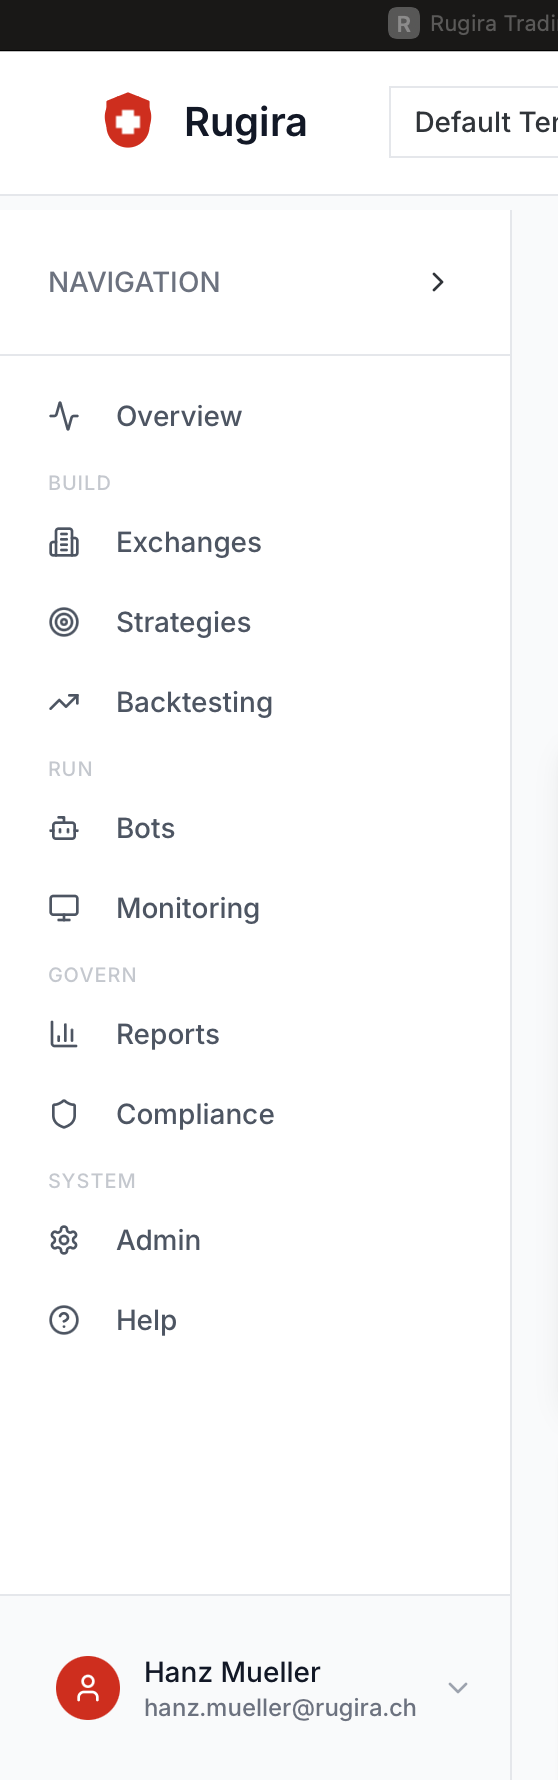 R Rugira Tradi
Rugira
Default Ter
NAVIGATION
Overview
BUILD
Exchanges
Strategies
Backtesting
RUN
Bots
Monitoring
GOVERN
Reports
Compliance
SYSTEM
Admin
Help
Hanz Mueller
hanz.mueller@rugira.ch